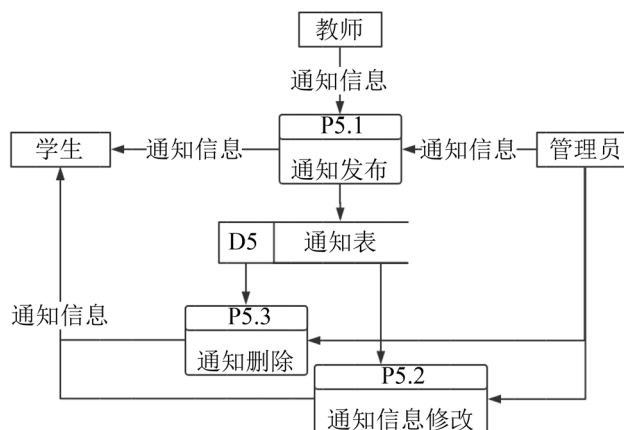 教师
通知信息
P5.1
学生
通知信息
通知发布
通知信息
管理员
D5
通知表
通知信息
P5.3
通知删除
P5.2
通知信息修改